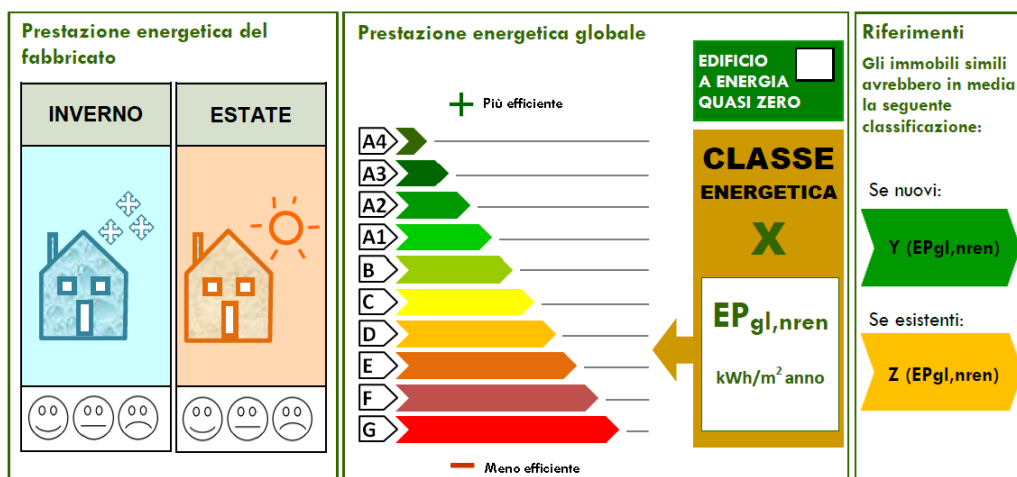 Prestazione energetica del
fabbricato
INVERNO
ESTATE
Prestazione energetica globale
+ Più efficiente
A4
A3
A2
A1
B
C
D
E
F
G
− Meno efficiente
EDIFICIO
A ENERGIA
QUASI ZERO
CLASSE
ENERGETICA
X
EPgl,nren
kWh/m² anno
Riferimenti
Gli immobili simili
avrebbero in media
la seguente
classificazione:
Se nuovi:
Y (EPgl,nren)
Se esistenti:
Z (EPgl,nren)